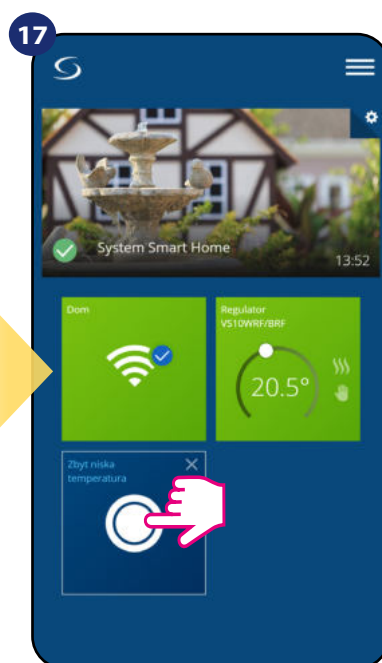 17
System Smart Home
13:52
Dom
Regulator
VS10WRF/BRF
20.5°
Zbyt niska
temperatura